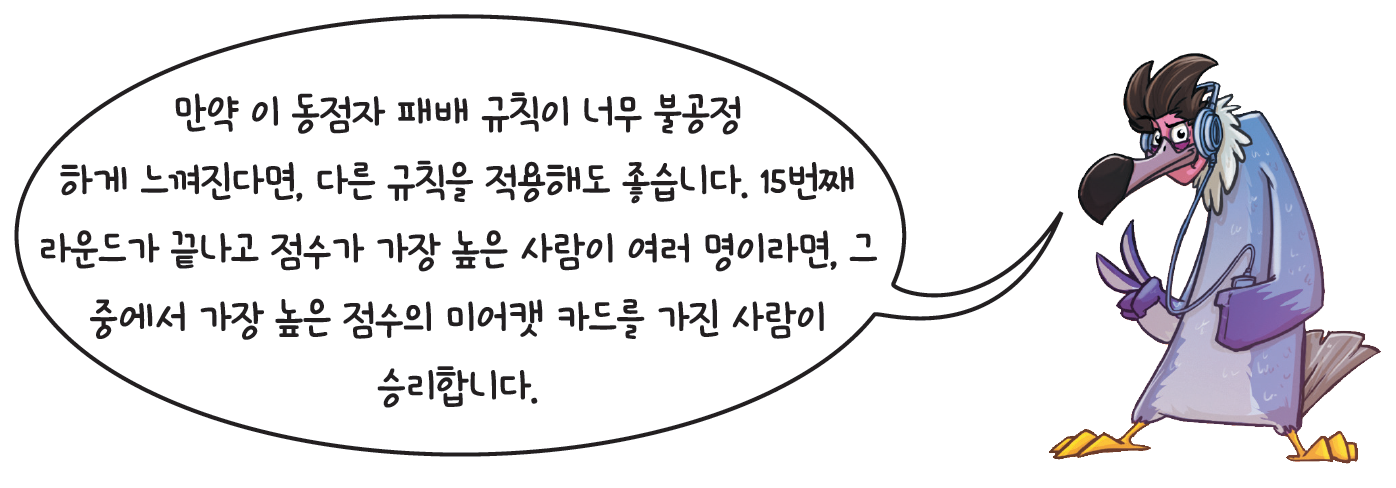 만약 이 동점자 패배 규칙이 너무 불공정
하게 느껴진다면, 다른 규칙을 적용해도 좋습니다. 15번째
라운드가 끝나고 점수가 가장 높은 사람이 여러 명이라면, 그
중에서 가장 높은 점수의 미어캣 카드를 가진 사람이
승리합니다.